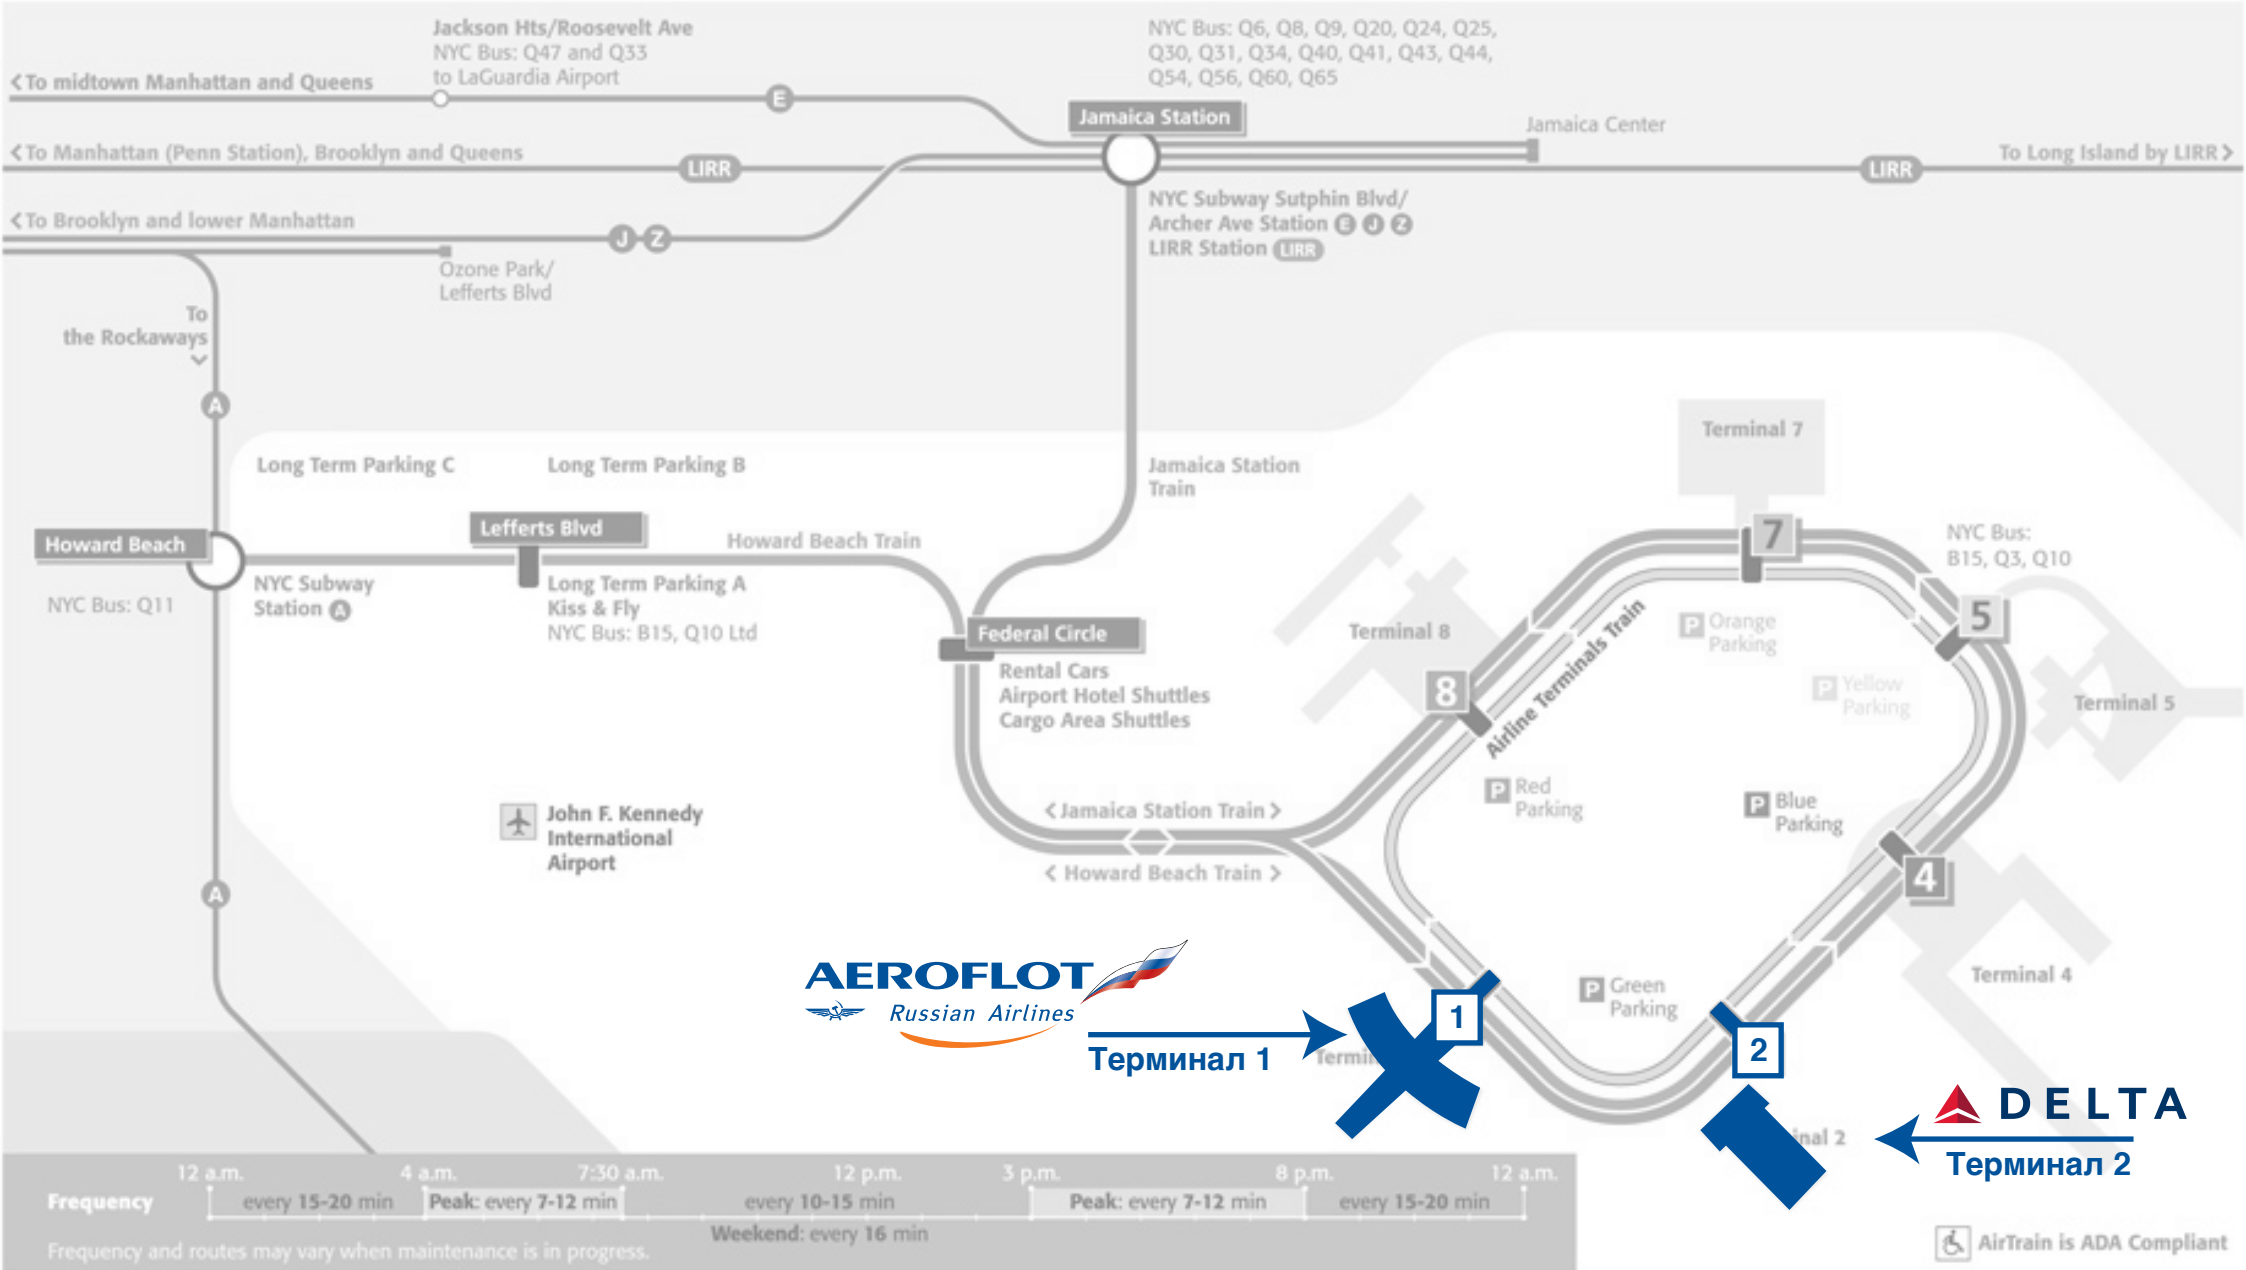 Jackson Hts/Roosevelt Ave
NYC Bus: Q47 and Q33
to LaGuardia Airport
<To midtown Manhattan and Queens
E
NYC Bus: Q6, Q8, Q9, Q20, Q24, Q25,
Q30, Q31, Q34, Q40, Q41, Q43, Q44,
Q54, Q56, Q60, Q65
Jamaica Station
Jamaica Center
<To Manhattan (Penn Station), Brooklyn and Queens
LIRR
LIRR
To Long Island by LIRR>
NYC Subway Sutphin Blvd/
Archer Ave Station E J Z
LIRR Station LIRR
<To Brooklyn and lower Manhattan
J Z
Ozone Park/
Lefferts Blvd
To
the Rockaways
A
Long Term Parking C
Long Term Parking B
Jamaica Station
Train
Terminal 7
7
Howard Beach
NYC Bus: Q11
NYC Subway
Station A
Lefferts Blvd
Long Term Parking A
Kiss & Fly
NYC Bus: B15, Q10 Ltd
Howard Beach Train
Federal Circle
Rental Cars
Airport Hotel Shuttles
Cargo Area Shuttles
NYC Bus:
B15, Q3, Q10
5
Terminal 5
Terminal 8
8
Airline Terminals Train
P Orange
Parking
P Yellow
Parking
P Red
Parking
P Blue
Parking
John F. Kennedy
International
Airport
<Jamaica Station Train>
< Howard Beach Train >
A
4
Terminal 4
P Green
Parking
AEROFLOT
Russian Airlines
Терминал 1
Termin
1
2
inal 2
DELTA
Терминал 2
12 a.m. 4 a.m. 7:30 a.m. 12 p.m. 3 p.m. 8 p.m. 12 a.m.
Frequency every 15-20 min Peak: every 7-12 min every 10-15 min Peak: every 7-12 min every 15-20 min
Weekend: every 16 min
Frequency and routes may vary when maintenance is in progress.
AirTrain is ADA Compliant